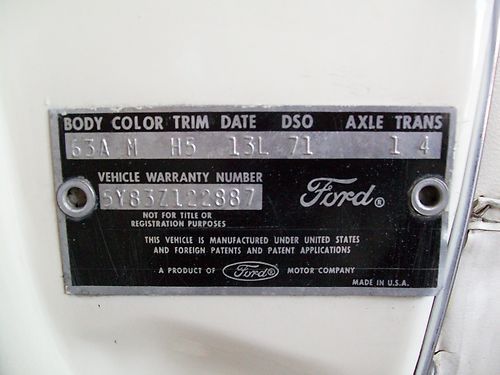 BODY COLOR TRIM DATE DSO AXLE TRANS
63A M H5 13L 71 1 4
VEHICLE WARRANTY NUMBER
5Y83Z122887
Ford®
NOT FOR TITLE OR
REGISTRATION PURPOSES
THIS VEHICLE IS MANUFACTURED UNDER UNITED STATES
AND FOREIGN PATENTS AND PATENT APPLICATIONS
A PRODUCT OF Ford® MOTOR COMPANY
MADE IN U.S.A.